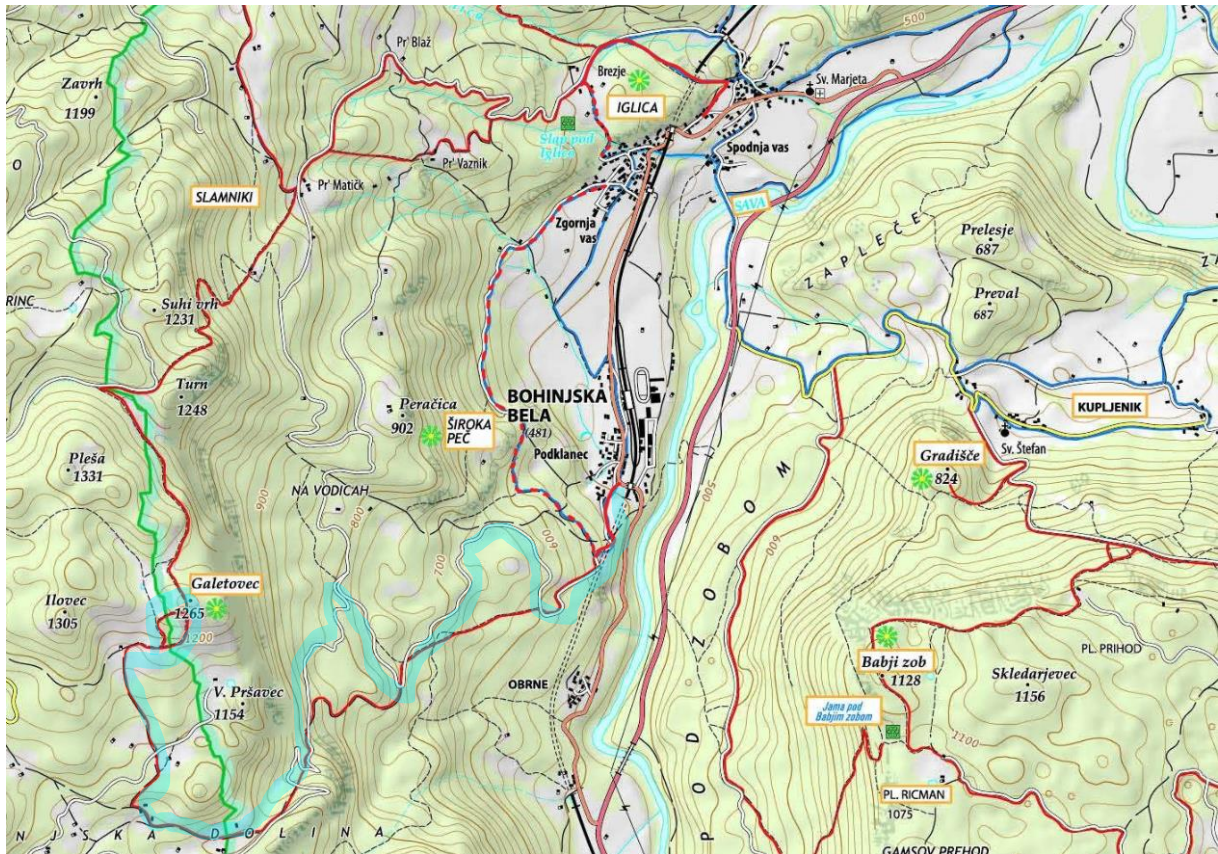 500
Zavrh
1199
Pr' Blaž
Brezje
IGLICA
Sv. Marjeta
Slap pod
Iglico
Pr' Vaznik
Spodnja vas
Pr' Matičk
SLAMNIKI
SAVA
Zgornja
vas
ZAPLEČE
Prelesje
687
Preval
687
RINC
Suhi vrh
1231
Turn
1248
Peračica
902
ŠIROKA
PEČ
BOHINJSKA
BELA
(481)
Podklanec
KUPLJENIK
Sv. Štefan
Gradišče
824
Pleša
1331
NA VODICAH
900
800
700
600
500
600
POD ZOBOM
Galetovec
1265
1200
Ilovec
1305
V. Pršavec
1154
OBRNE
Babji zob
1128
PL. PRIHOD
Skledarjevec
1156
Jama pod
Babjim zobom
1100
PL. RICMAN
1075
GAMSOV PREHOD
NJSKA DOLINA